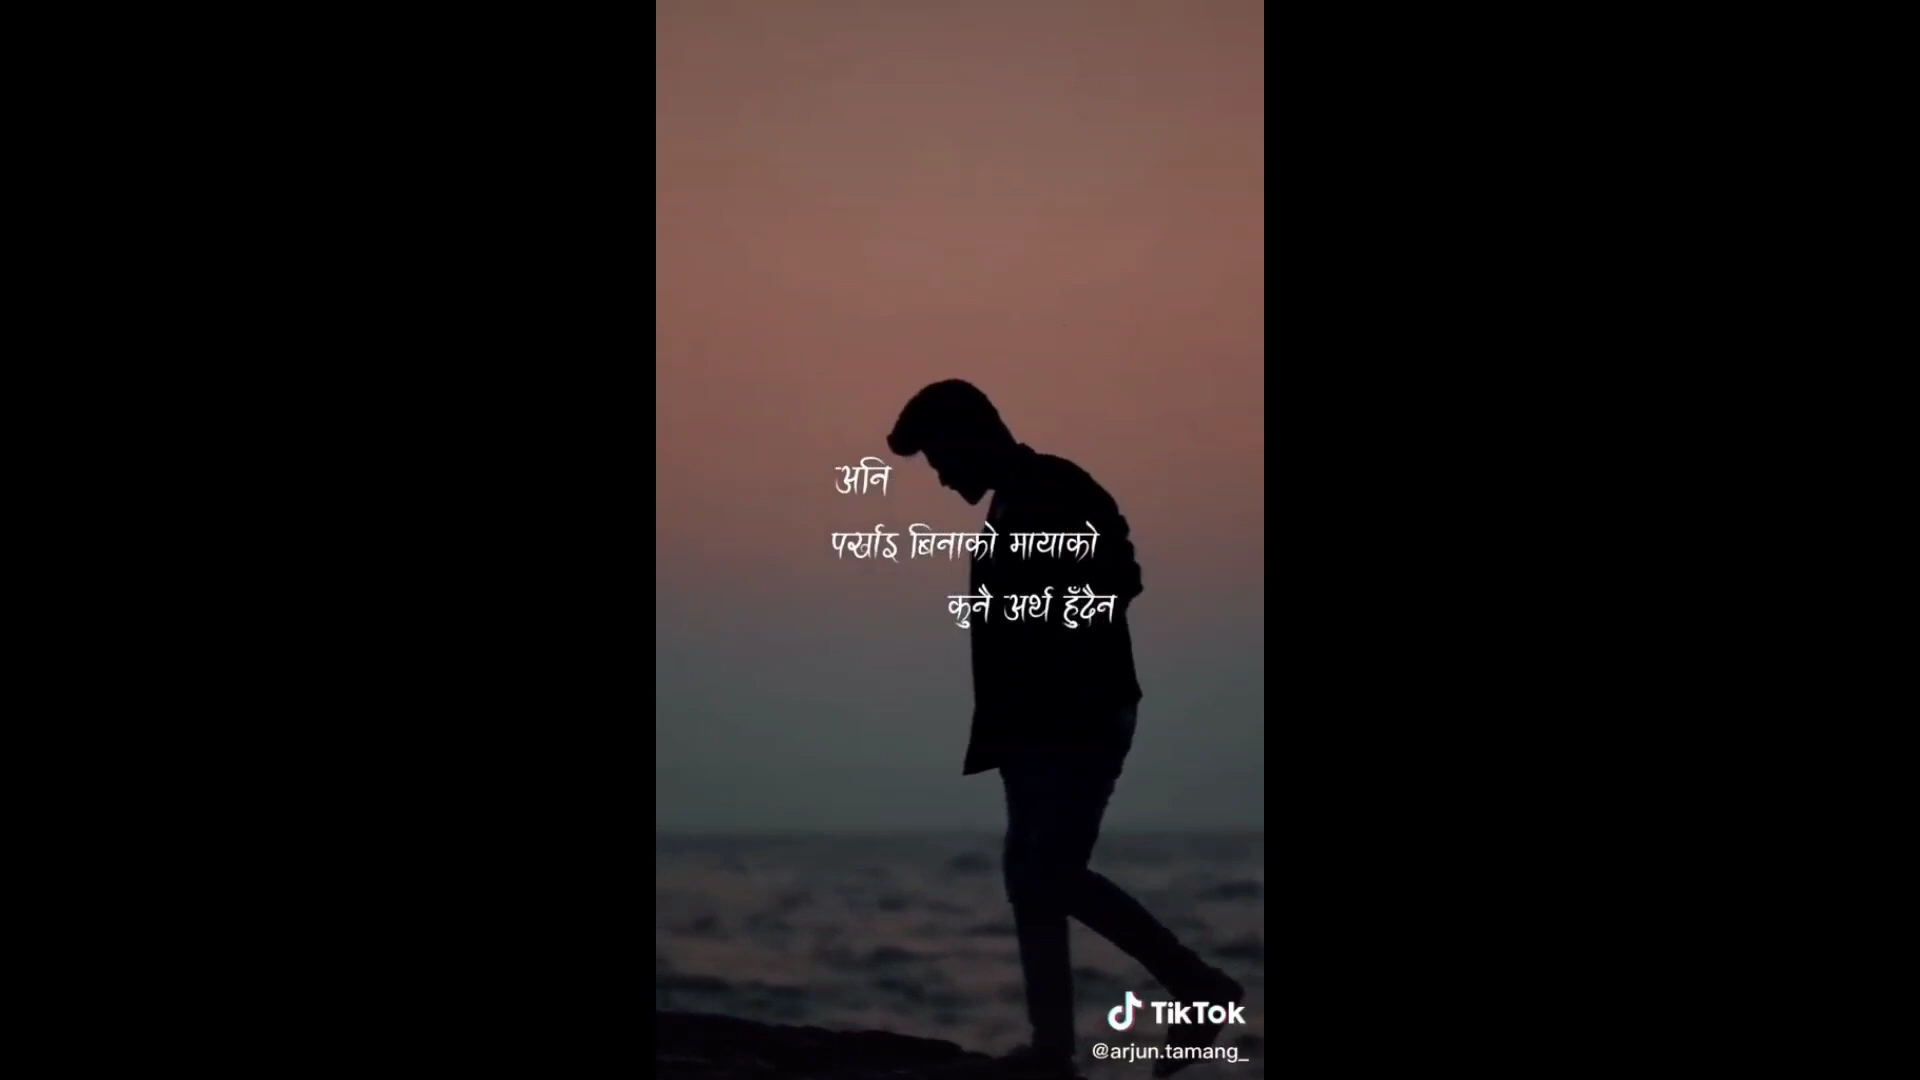 अनि
पर्खाइ बिनाको मायाको
कुनै अर्थ हुँदैन
TikTok
@arjun.tamang_